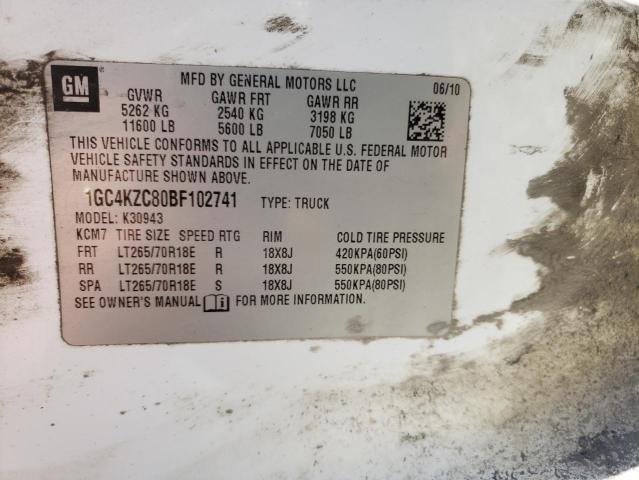 GM MFD BY GENERAL MOTORS LLC 06/10
GVWR GAWR FRT GAWR RR
5262 KG 2540 KG 3198 KG
11600 LB 5600 LB 7050 LB
THIS VEHICLE CONFORMS TO ALL APPLICABLE U.S. FEDERAL MOTOR
VEHICLE SAFETY STANDARDS IN EFFECT ON THE DATE OF
MANUFACTURE SHOWN ABOVE.
1GC4KZC80BF102741 TYPE: TRUCK
MODEL: K30943
KCM7 TIRE SIZE SPEED RTG RIM COLD TIRE PRESSURE
FRT LT265/70R18E R 18X8J 420KPA(60PSI)
RR LT265/70R18E R 18X8J 550KPA(80PSI)
SPA LT265/70R18E S 18X8J 550KPA(80PSI)
SEE OWNER'S MANUAL FOR MORE INFORMATION.